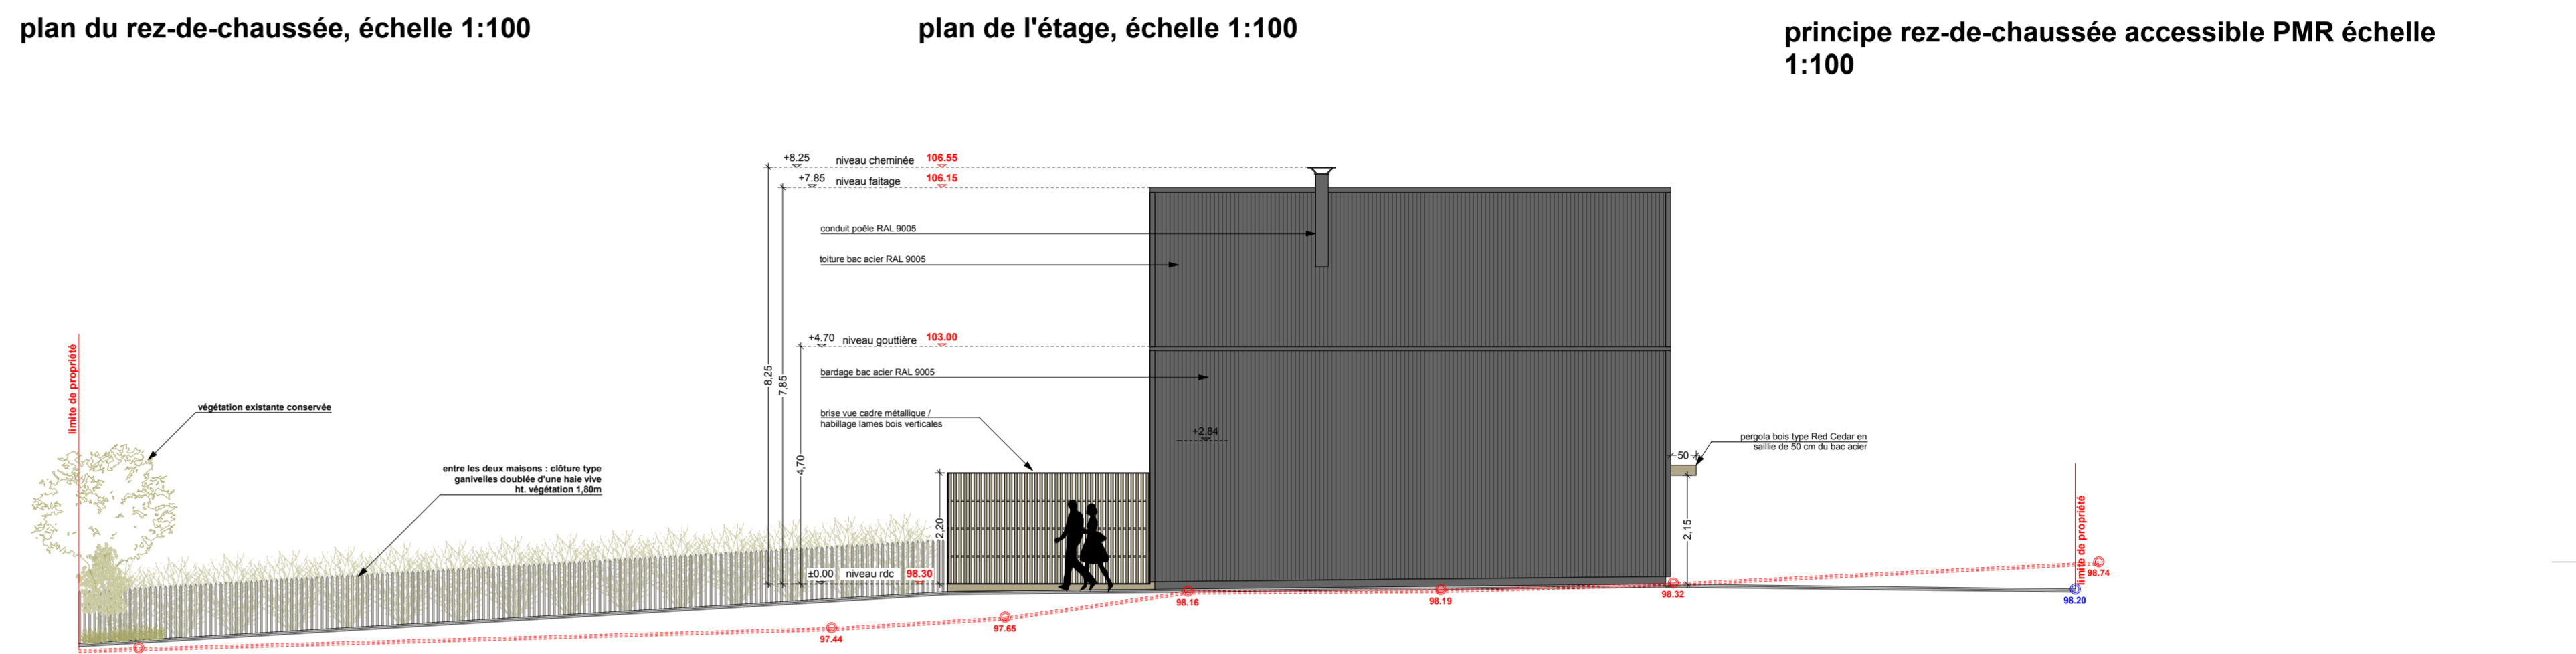 plan du rez-de-chaussée, échelle 1:100
plan de l'étage, échelle 1:100
principe rez-de-chaussée accessible PMR échelle
1:100
+8.25 niveau cheminée 106.55
+7.85 niveau faitage 106.15
conduit poêle RAL 9005
toiture bac acier RAL 9005
+4.70 niveau gouttière 103.00
8,25
7,85
4,70
bardage bac acier RAL 9005
limite de propriété
végétation existante conservée
brise vue cadre métallique /
habillage lames bois verticales
+2.84
pergola bois type Red Cedar en
saillie de 50 cm du bac acier
50
entre les deux maisons : clôture type
ganivelles doublée d'une haie vive
ht. végétation 1,80m
2,20
2,15
limite de propriété
±0.00 niveau rdc 98.30
98.74
98.16
98.19
98.32
98.20
97.65
97.44